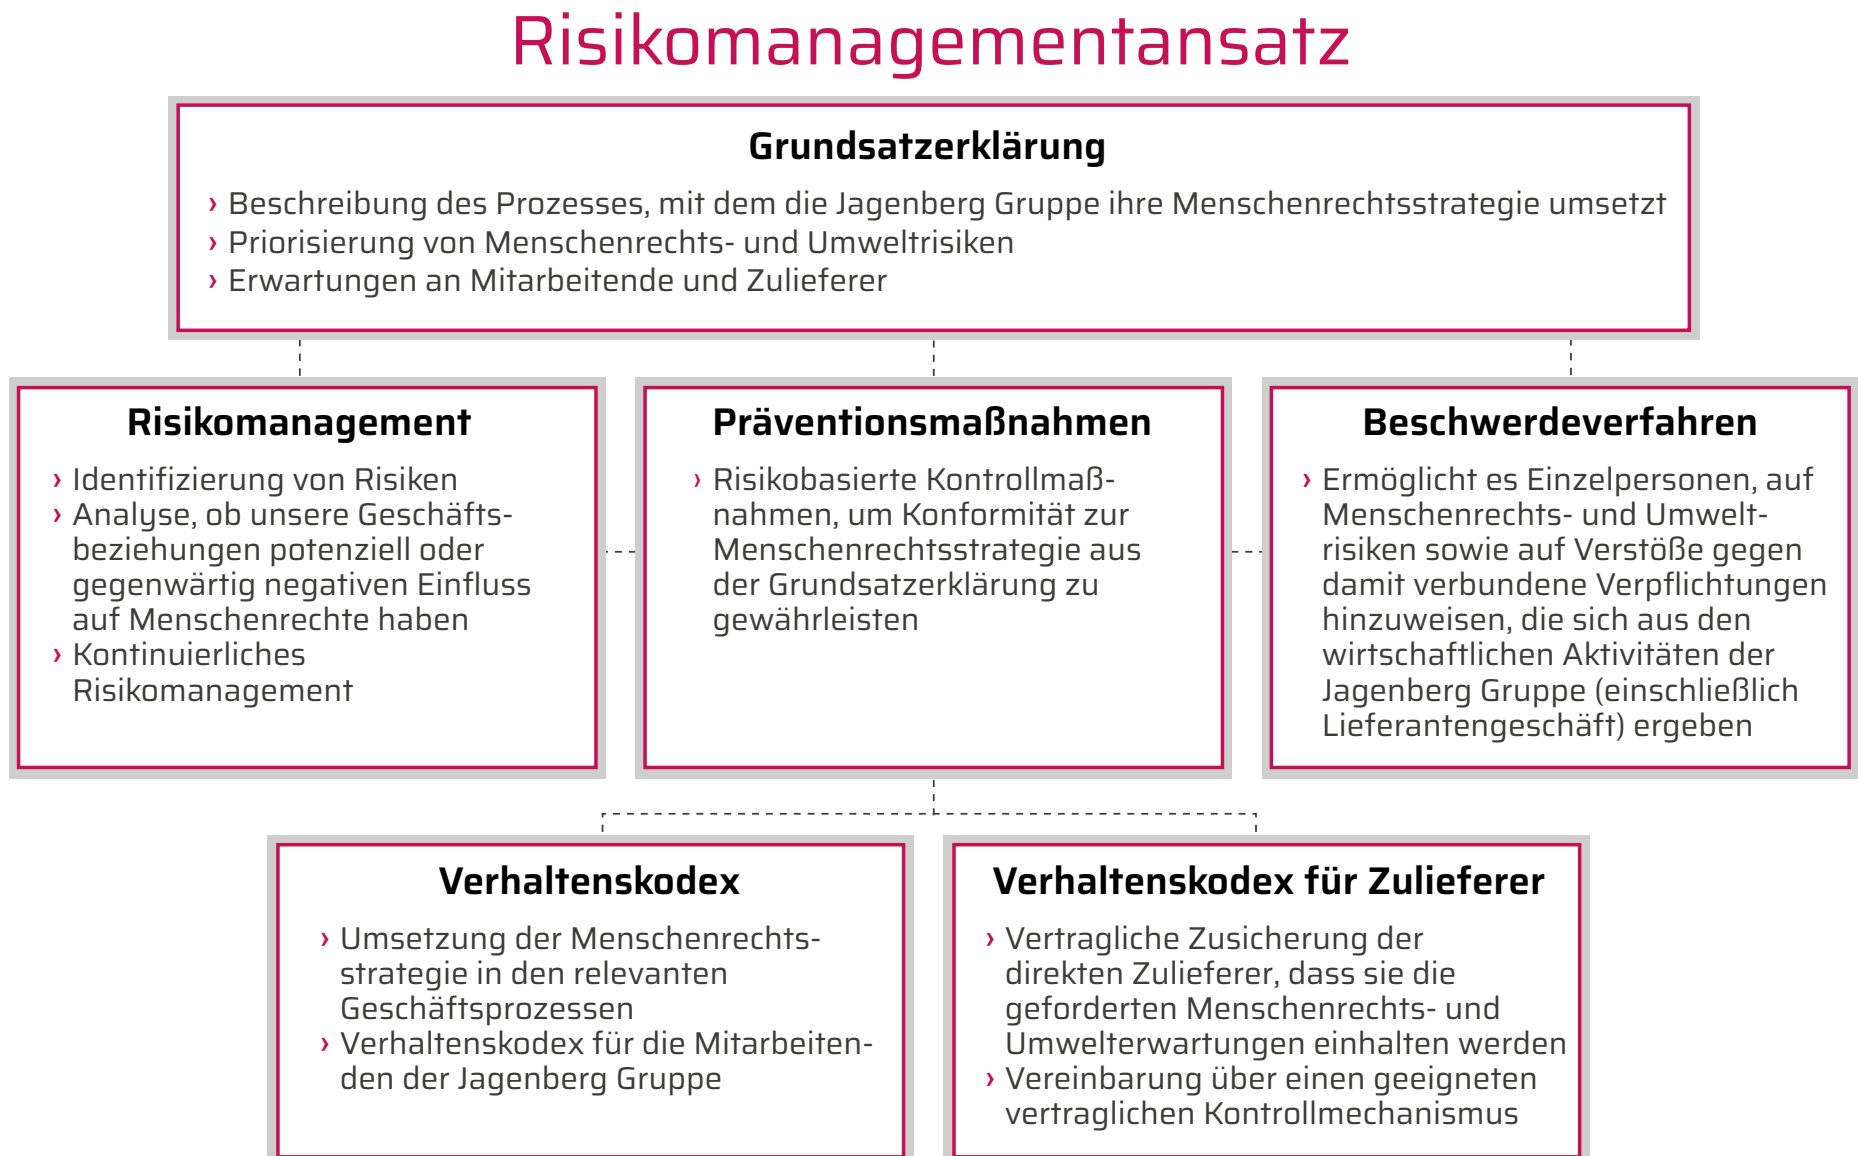 Risikomanagementansatz
Grundsatzerklärung
› Beschreibung des Prozesses, mit dem die Jagenberg Gruppe ihre Menschenrechtsstrategie umsetzt
› Priorisierung von Menschenrechts- und Umweltrisiken
› Erwartungen an Mitarbeitende und Zulieferer
Risikomanagement
› Identifizierung von Risiken
› Analyse, ob unsere Geschäfts-
beziehungen potenziell oder
gegenwärtig negativen Einfluss
auf Menschenrechte haben
› Kontinuierliches
Risikomanagement
Präventionsmaßnahmen
› Risikobasierte Kontrollmaß-
nahmen, um Konformität zur
Menschenrechtsstrategie aus
der Grundsatzerklärung zu
gewährleisten
Beschwerdeverfahren
› Ermöglicht es Einzelpersonen, auf
Menschenrechts- und Umwelt-
risiken sowie auf Verstöße gegen
damit verbundene Verpflichtungen
hinzuweisen, die sich aus den
wirtschaftlichen Aktivitäten der
Jagenberg Gruppe (einschließlich
Lieferantengeschäft) ergeben
Verhaltenskodex
› Umsetzung der Menschenrechts-
strategie in den relevanten
Geschäftsprozessen
› Verhaltenskodex für die Mitarbeiten-
den der Jagenberg Gruppe
Verhaltenskodex für Zulieferer
› Vertragliche Zusicherung der
direkten Zulieferer, dass sie die
geforderten Menschenrechts- und
Umwelterwartungen einhalten werden
› Vereinbarung über einen geeigneten
vertraglichen Kontrollmechanismus